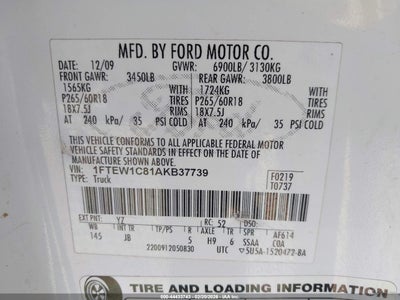 MFD. BY FORD MOTOR CO.
DATE: 12/09 GVWR: 6900LB/ 3130KG
FRONT GAWR: 3450LB REAR GAWR: 3800LB
1565KG WITH 1724KG WITH
P265/60R18 TIRES P265/60R18 TIRES
18X7.5J RIMS 18X7.5J RIMS
AT 240 kPa/ 35 PSI COLD AT 240 kPa/ 35 PSI COLD
THIS VEHICLE CONFORMS TO ALL APPLICABLE FEDERAL MOTOR
VEHICLE SAFETY STANDARDS IN EFFECT ON THE DATE OF
MANUFACTURE SHOWN ABOVE.
VIN: 1FTEW1C81AKB37739 F0219
TYPE: Truck T0737
EXT PNT: YZ RC: 52 DSO:
WB INT TR TP/PS R AXLE TR SPR AF614
145 JB 5 H9 6 SSAA COA
2200912050830 5U5A-1520472-BA
TIRE AND LOADING INFORMATION